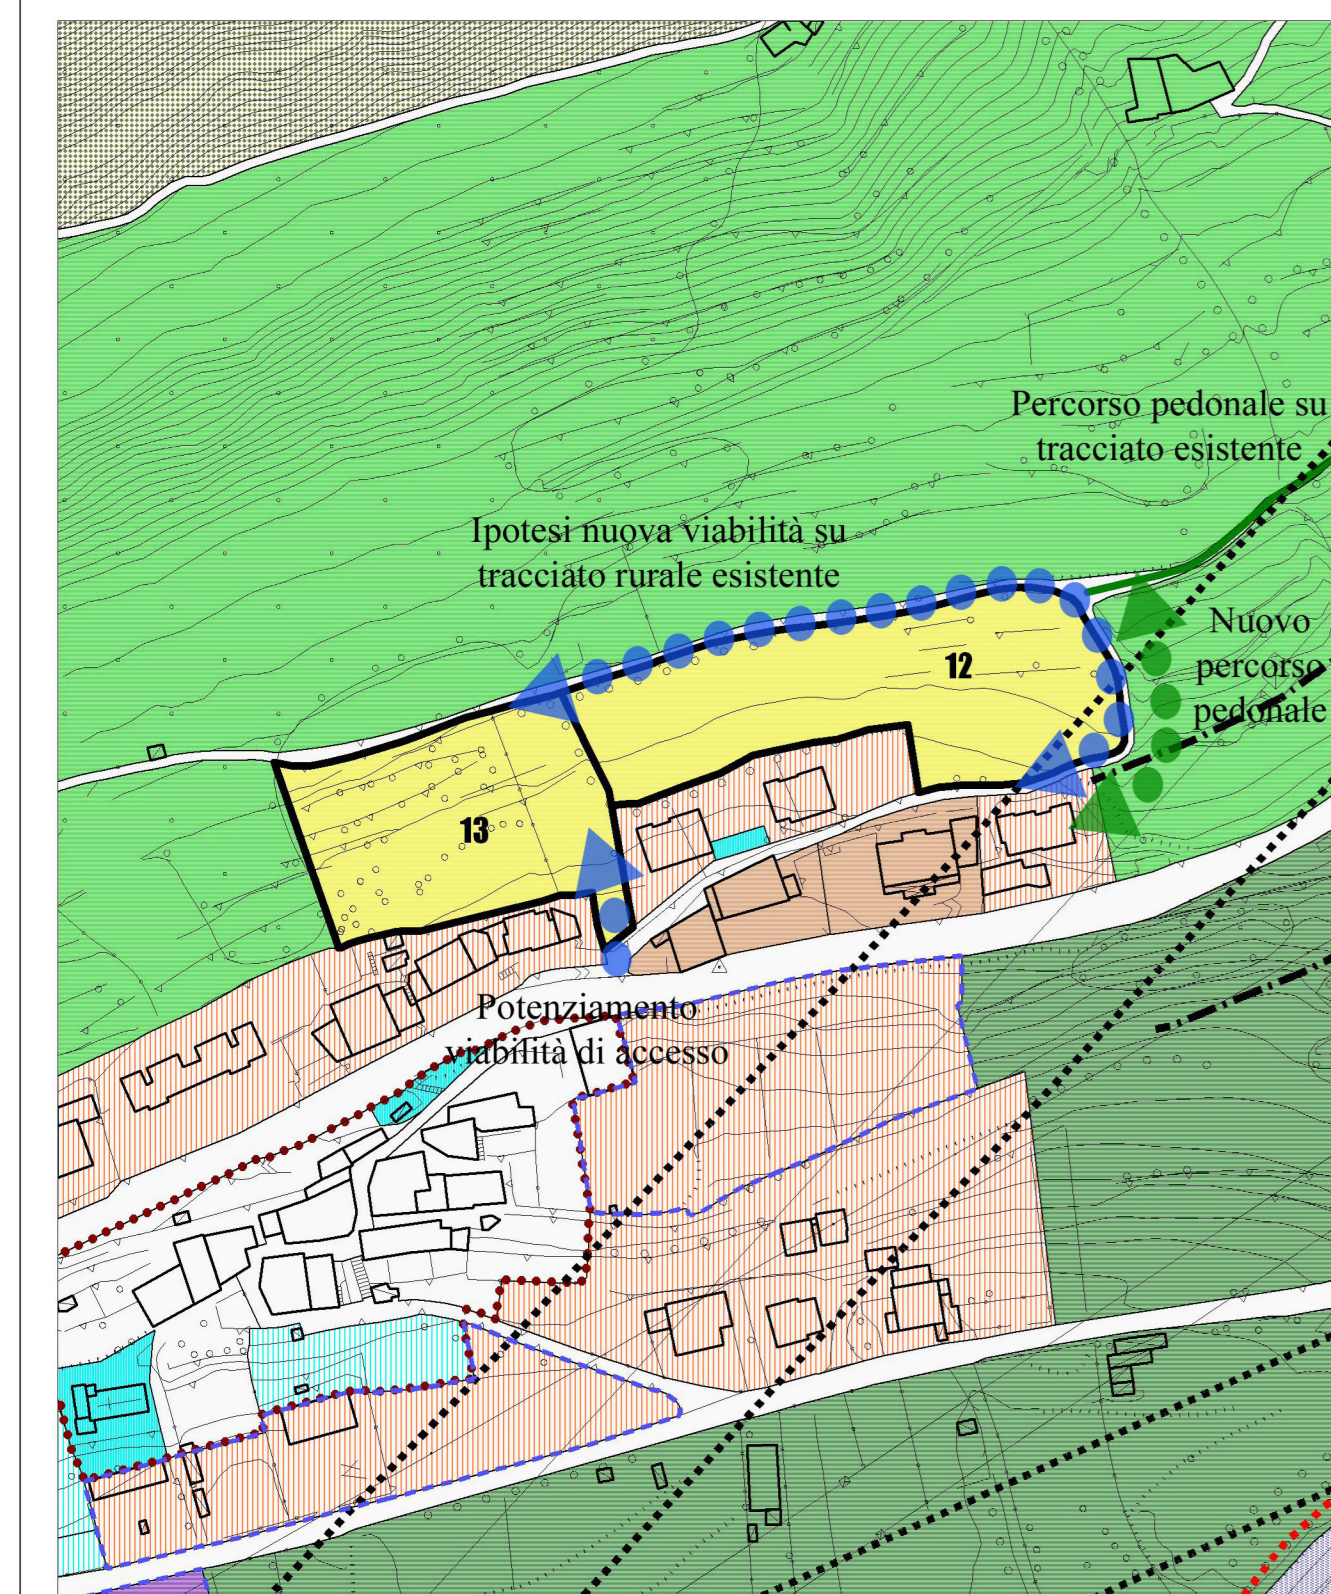 Percorso pedonale su
tracciato esistente
Ipotesi nuova viabilità su
tracciato rurale esistente
Nuovo
percorso
pedonale
12
13
Potenziamento
viabilità di accesso